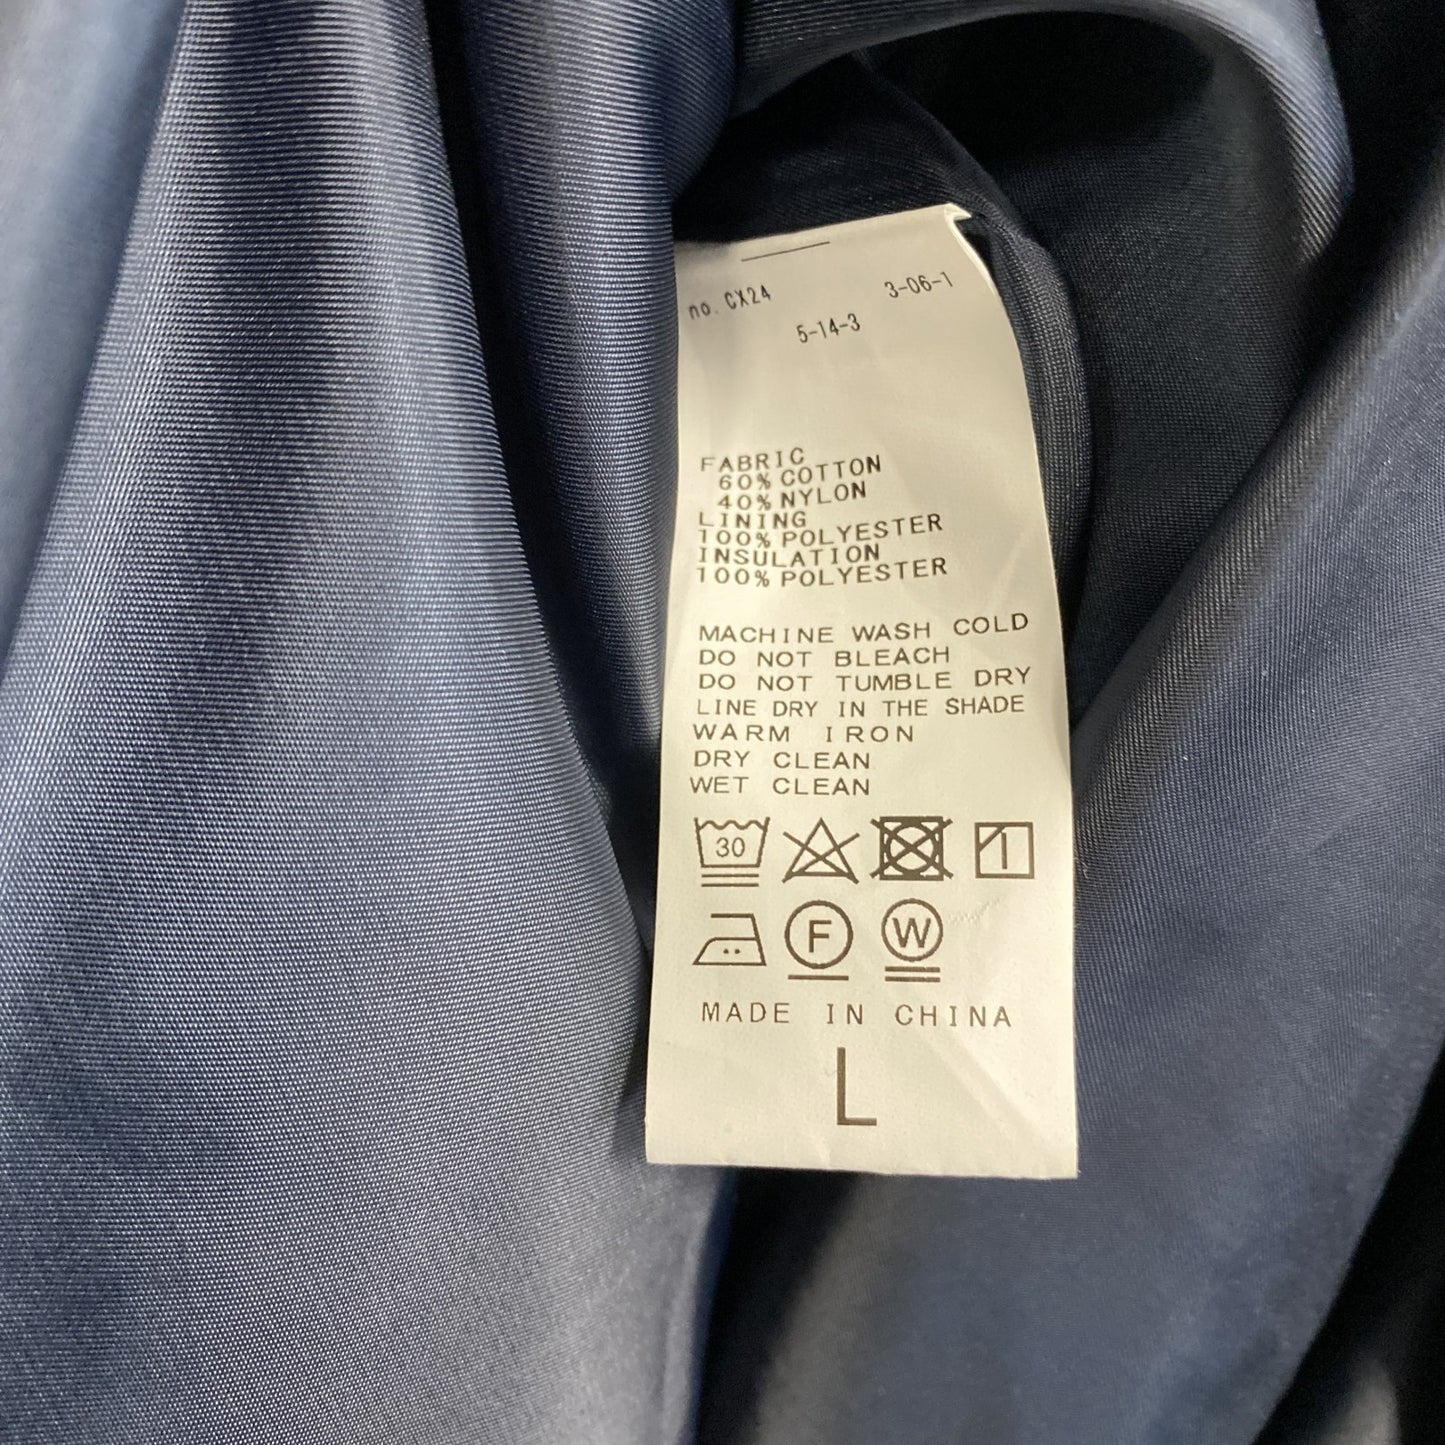 no. CX24 3-06-1
5-14-3
FABRIC
60% COTTON
40% NYLON
LINING
100% POLYESTER
INSULATION
100% POLYESTER
MACHINE WASH COLD
DO NOT BLEACH
DO NOT TUMBLE DRY
LINE DRY IN THE SHADE
WARM IRON
DRY CLEAN
WET CLEAN
30
F W
MADE IN CHINA
L